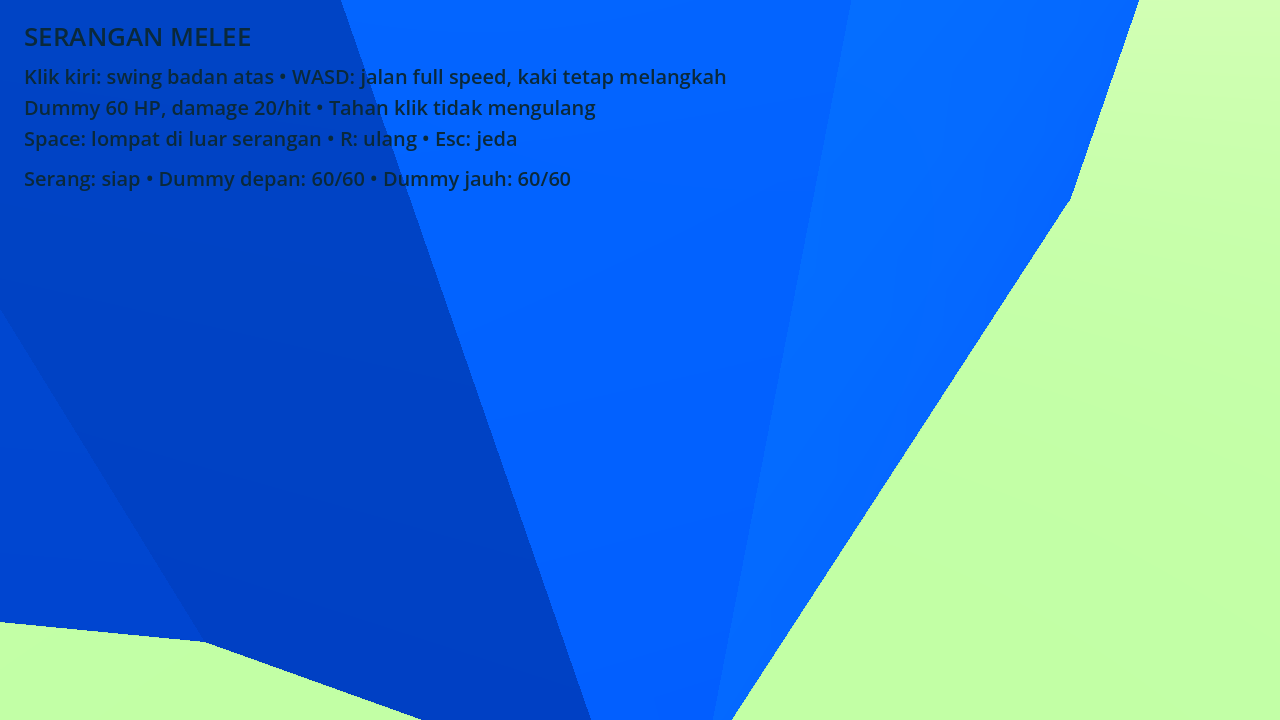 SERANGAN MELEE
Klik kiri: swing badan atas • WASD: jalan full speed, kaki tetap melangkah
Dummy 60 HP, damage 20/hit • Tahan klik tidak mengulang
Space: lompat di luar serangan • R: ulang • Esc: jeda
Serang: siap • Dummy depan: 60/60 • Dummy jauh: 60/60